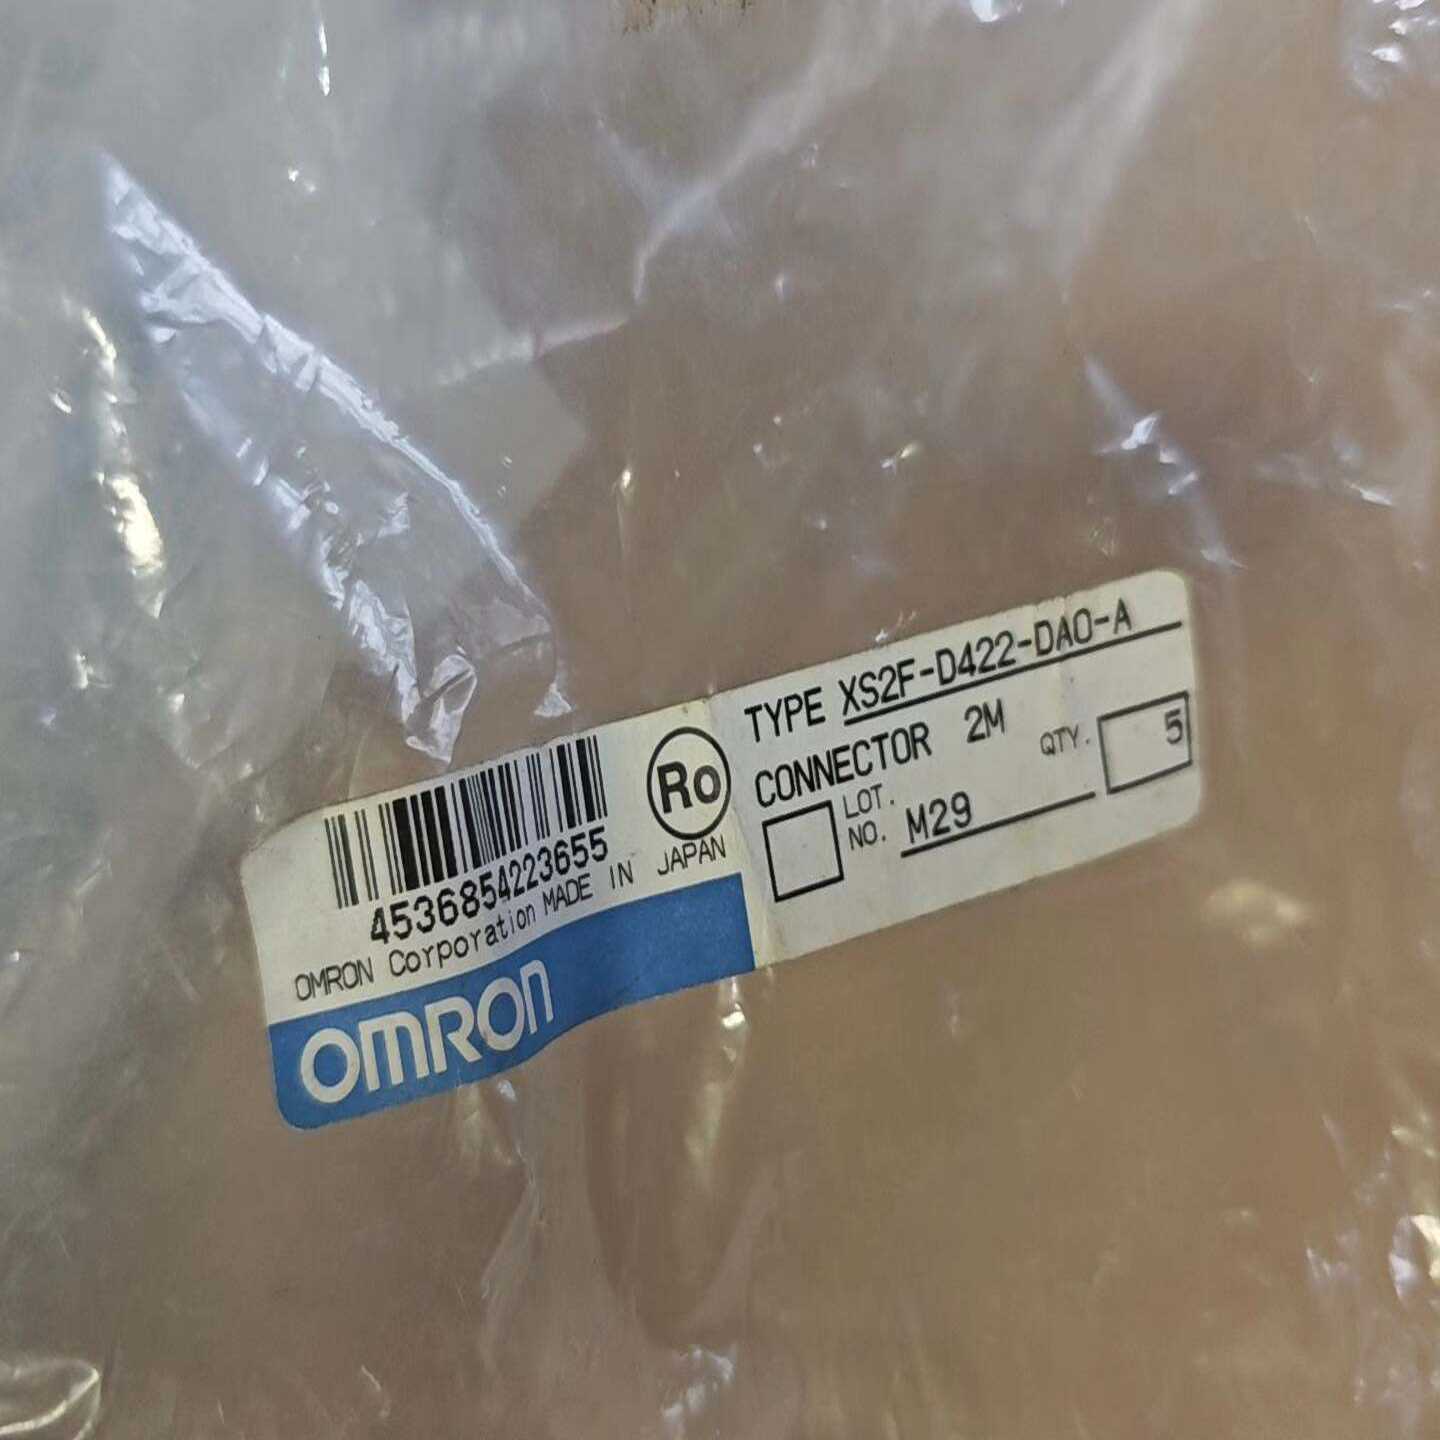 4536854223655
Ro
OMRON Corporation MADE IN JAPAN
OMRON
TYPE XS2F-D422-DA0-A
CONNECTOR 2M
QTY. 5
LOT.
NO. M29